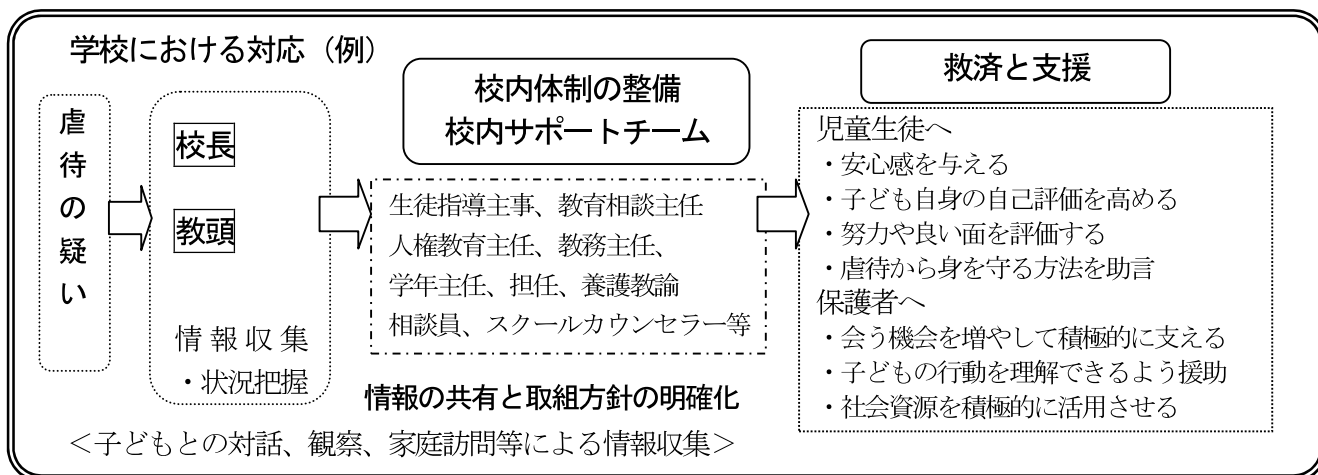 学校における対応（例）
虐待の疑い
校長
教頭
情報収集
・状況把握
校内体制の整備
校内サポートチーム
生徒指導主事、教育相談主任
人権教育主任、教務主任、
学年主任、担任、養護教諭
相談員、スクールカウンセラー等
情報の共有と取組方針の明確化
＜子どもとの対話、観察、家庭訪問等による情報収集＞
救済と支援
児童生徒へ
・安心感を与える
・子ども自身の自己評価を高める
・努力や良い面を評価する
・虐待から身を守る方法を助言
保護者へ
・会う機会を増やして積極的に支える
・子どもの行動を理解できるよう援助
・社会資源を積極的に活用させる